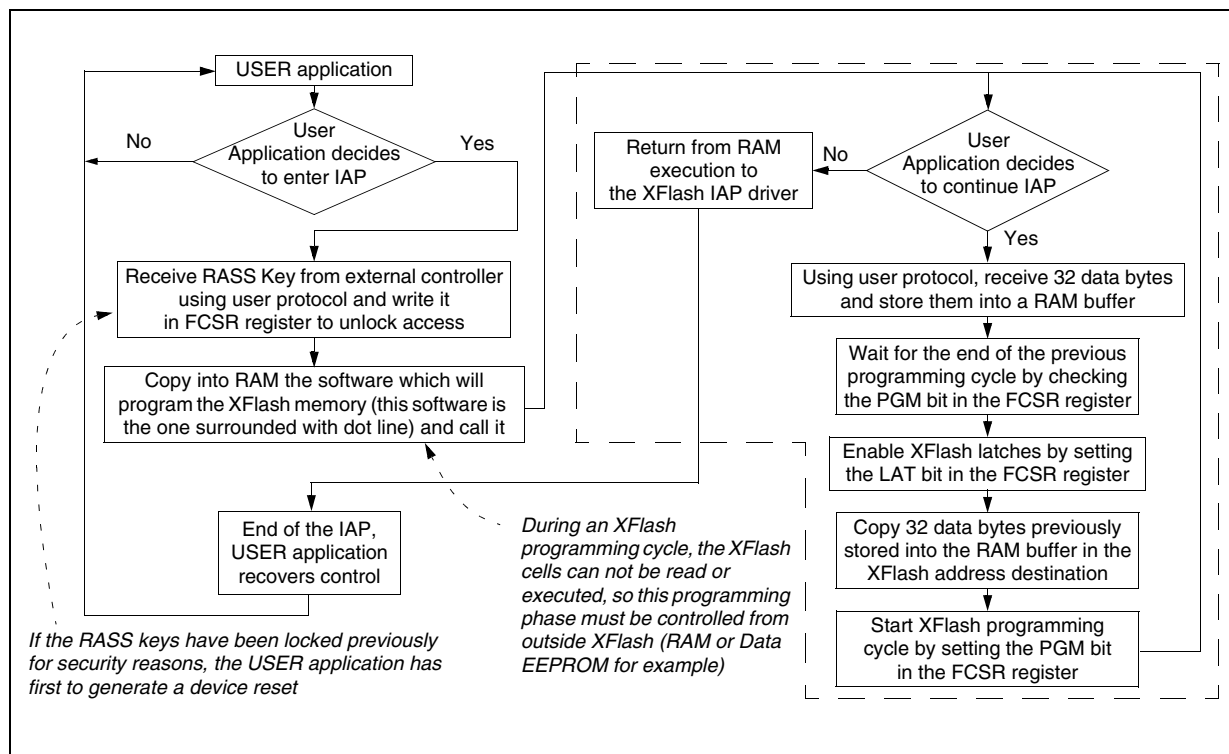 USER application
User
Application decides
to enter IAP
No
Yes
Receive RASS Key from external controller
using user protocol and write it
in FCSR register to unlock access
Copy into RAM the software which will
program the XFlash memory (this software is
the one surrounded with dot line) and call it
End of the IAP,
USER application
recovers control
If the RASS keys have been locked previously
for security reasons, the USER application has
first to generate a device reset
During an XFlash
programming cycle, the XFlash
cells can not be read or
executed, so this programming
phase must be controlled from
outside XFlash (RAM or Data
EEPROM for example)
User
Application decides
to continue IAP
No
Return from RAM
execution to
the XFlash IAP driver
Yes
Using user protocol, receive 32 data bytes
and store them into a RAM buffer
Wait for the end of the previous
programming cycle by checking
the PGM bit in the FCSR register
Enable XFlash latches by setting
the LAT bit in the FCSR register
Copy 32 data bytes previously
stored into the RAM buffer in the
XFlash address destination
Start XFlash programming
cycle by setting the PGM bit
in the FCSR register